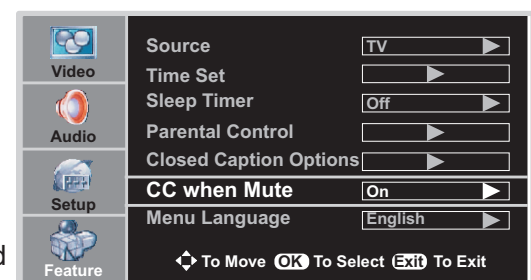 Video
Audio
Setup
Feature
Source TV
Time Set
Sleep Timer Off
Parental Control
Closed Caption Options
CC when Mute On
Menu Language English
To Move OK To Select Exit To Exit
d